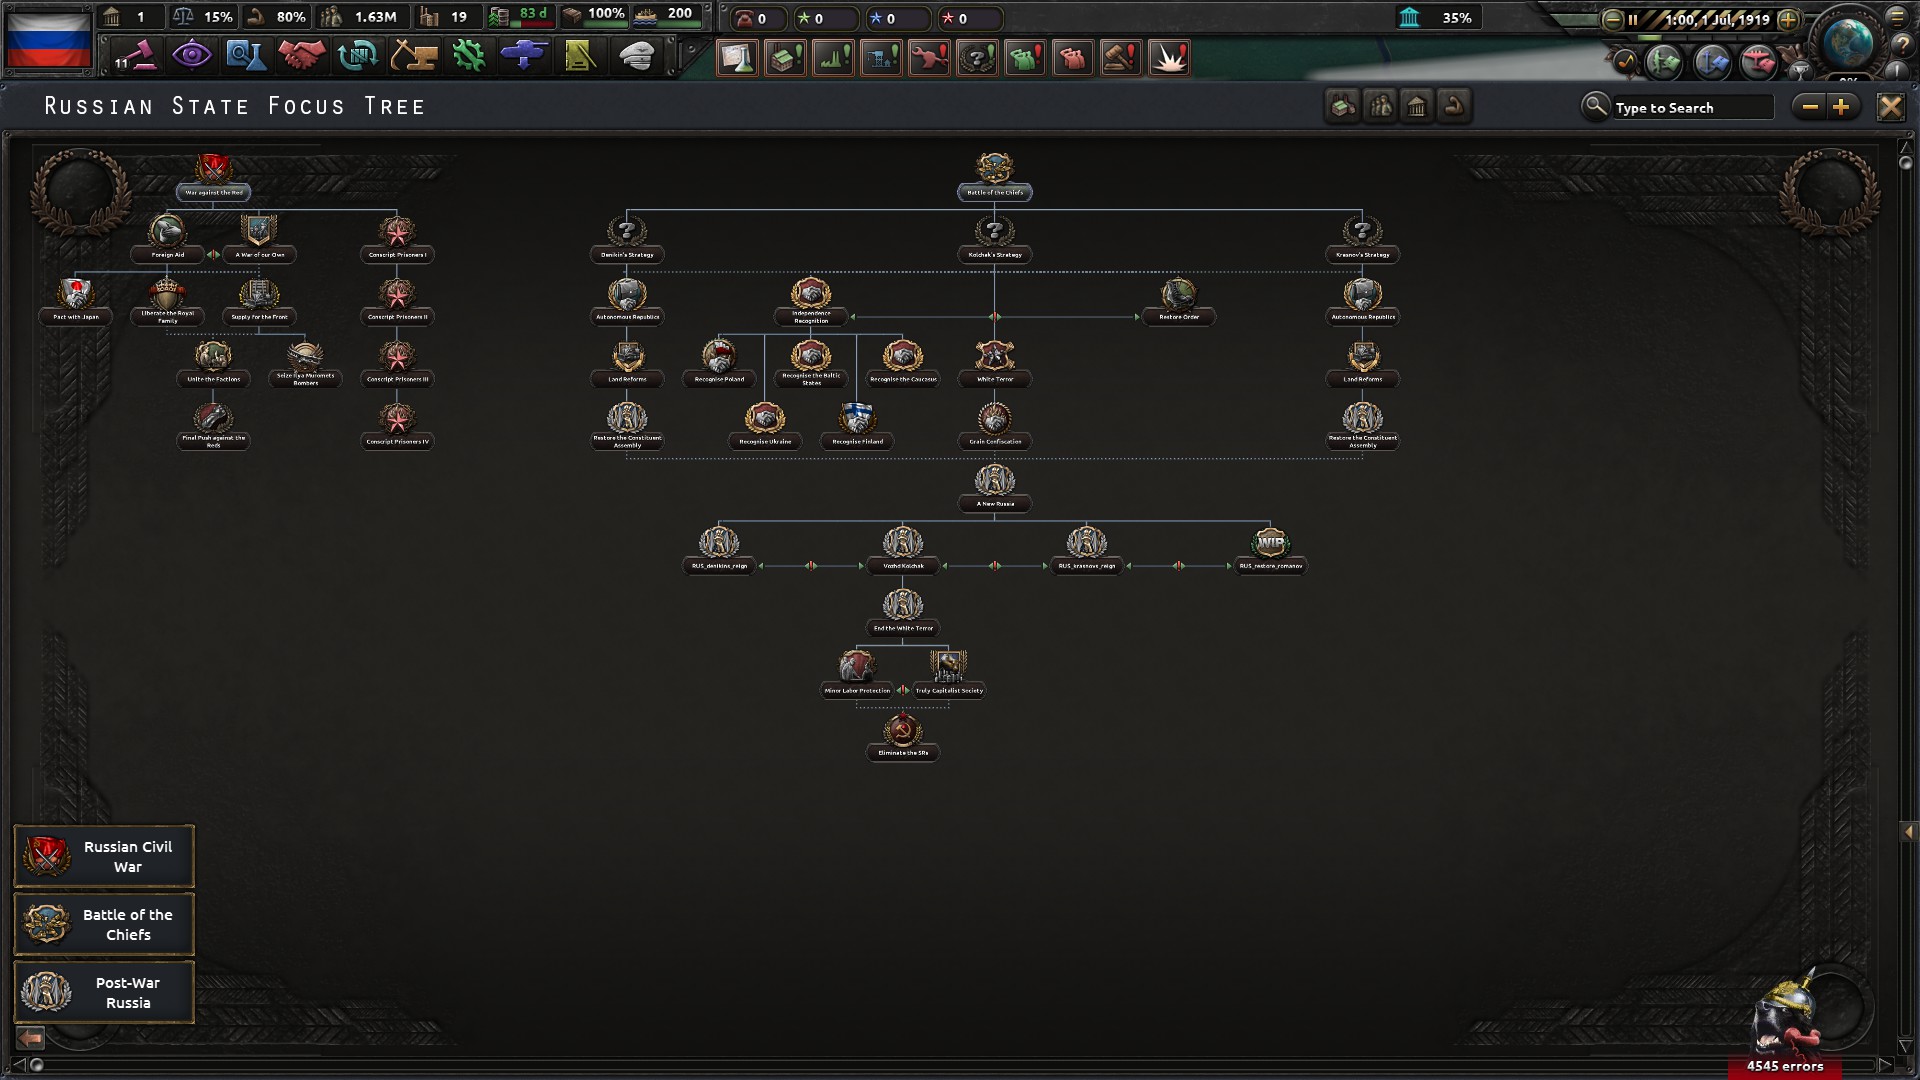 1
15%
80%
1.63M
19
83 d
100%
200
0
0
0
0
35%
1:00, 1 Jul, 1919
11
Russian State Focus Tree
Type to Search
War against the Red
Battle of the Chiefs
Foreign Aid
A War of our Own
Conscript Prisoners I
Denikin's Strategy
Kolchak's Strategy
Krasnov's Strategy
Pact with Japan
Liberate the Royal
Family
Supply for the Front
Conscript Prisoners II
Autonomous Republics
Independence
Recognition
Restore Order
Autonomous Republics
Unite the Factions
Seize Ilya Muromets
Bombers
Conscript Prisoners III
Land Reforms
Recognise Poland
Recognise the Baltic
States
Recognise the Caucasus
White Terror
Land Reforms
Final Push against the
Reds
Conscript Prisoners IV
Restore the Constituent
Assembly
Recognise Ukraine
Recognise Finland
Grain Confiscation
Restore the Constituent
Assembly
A New Russia
WIP
RUS_denikins_reign
Vozhd Kolchak
RUS_krasnovs_reign
RUS_restore_romanov
End the White Terror
Minor Labor Protection
Truly Capitalist Society
Eliminate the SRs
Russian Civil
War
Battle of the
Chiefs
Post-War
Russia
4545 errors